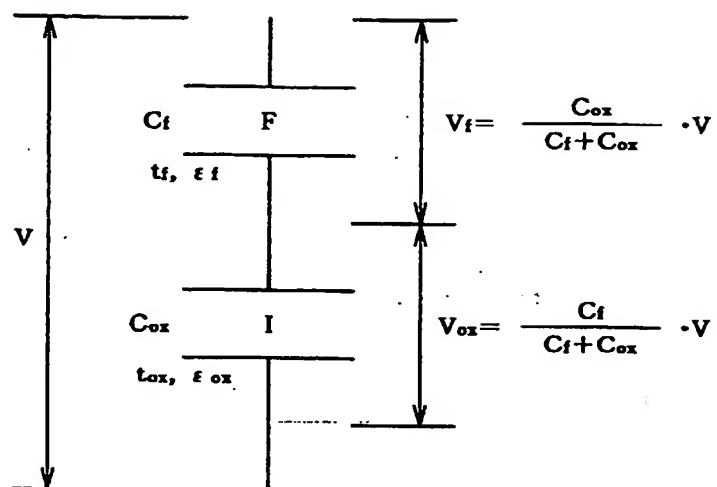 Cf F
tf, εf
Vf= Cox / Cf+Cox ·V
V
Cox I
tox, εox
Vox= Cf / Cf+Cox ·V